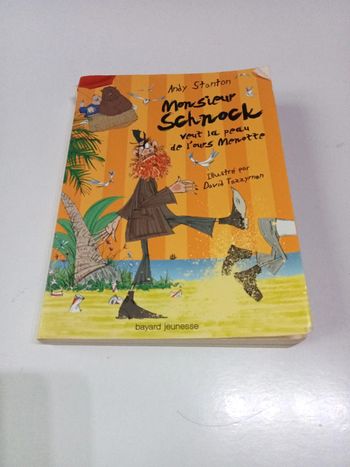 Andy Stanton
Monsieur
Schnock
veut la peau
de l'ours Menotte
Illustré par
David Tazzyman
bayard jeunesse